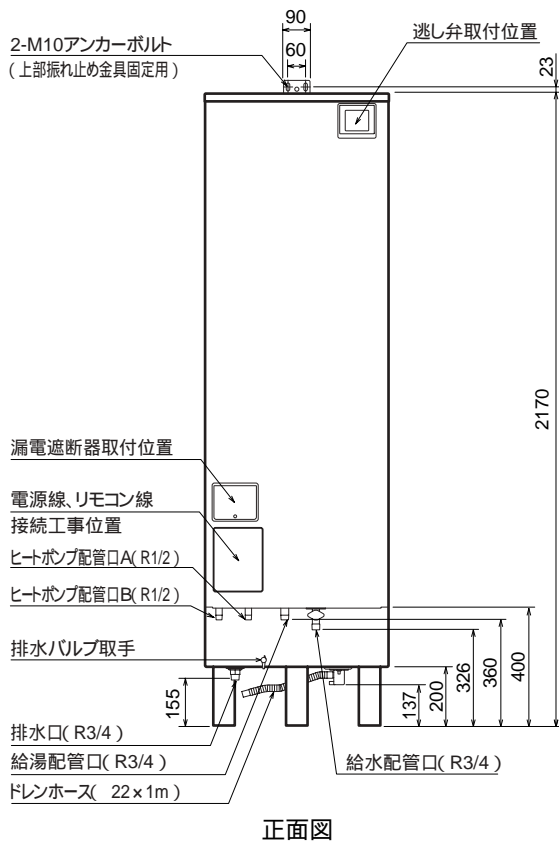 90
60
2-M10アンカーボルト
(上部振れ止め金具固定用)
逃し弁取付位置
23
2170
漏電遮断器取付位置
電源線、リモコン線
接続工事位置
ヒートポンプ配管口A(R1/2)
ヒートポンプ配管口B(R1/2)
排水バルブ取手
155
137
200
326
360
400
排水口(R3/4)
給湯配管口(R3/4)
給水配管口(R3/4)
ドレンホース( 22×1m)
正面図